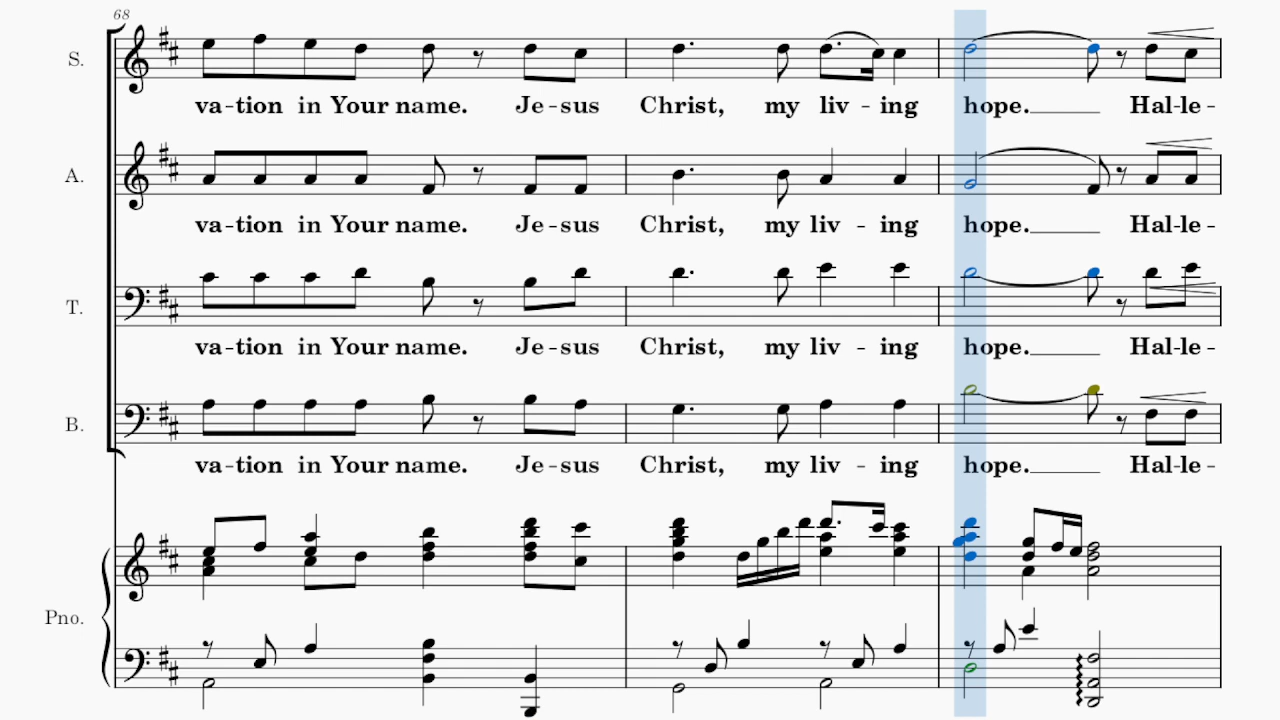 68
S.
va-tion in Your name. Je-sus Christ, my liv - ing hope. Hal-le-
A.
va-tion in Your name. Je-sus Christ, my liv - ing hope. Hal-le-
T.
va-tion in Your name. Je-sus Christ, my liv - ing hope. Hal-le-
B.
va-tion in Your name. Je-sus Christ, my liv - ing hope. Hal-le-
Pno.